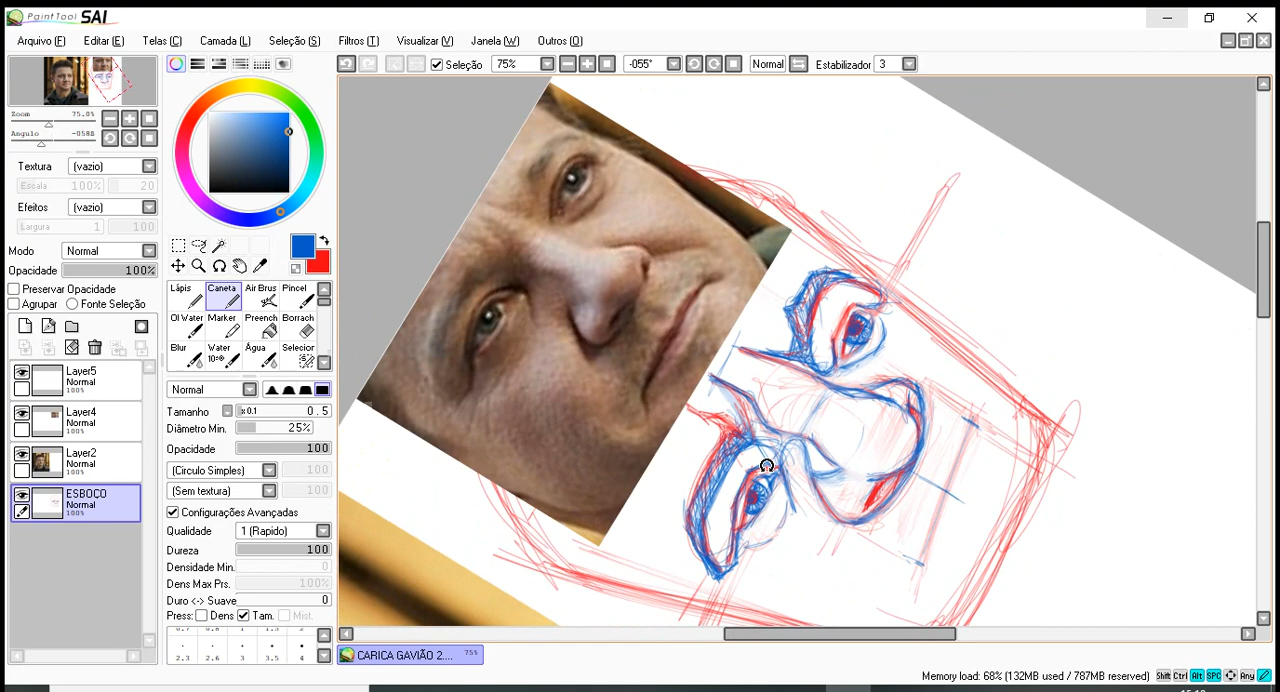 PaintTool SAI
Arquivo (F) Editar (E) Telas (C) Camada (L) Seleção (S) Filtros (T) Visualizar (V) Janela (W) Outros (O)
Seleção 75% -055° Normal Estabilizador 3
Zoom 75.0%
Angulo -055B
Textura (vazio)
Escala 100% 20
Efeitos (vazio)
Largura 1 100
Modo Normal
Opacidade 100%
Preservar Opacidade
Agrupar Fonte Seleção
Layer5
Normal
100%
Layer4
Normal
100%
Layer2
Normal
100%
ESBOÇO
Normal
100%
Lápis Caneta Air Brus Pincel
Ol Water Marker Preench Borrach
Blur Water 10=® Água Selecior
Normal
Tamanho x0.1 0.5
Diâmetro Min. 25%
Opacidade 100
(Circulo Simples) 100
(Sem textura) 100
Configurações Avançadas
Qualidade 1 (Rapido)
Dureza 100
Densidade Min. 0
Dens Max Prs. 100%
Duro <-> Suave 0
Press: Dens Tam. Mist.
2.3 2.6 3 3.5 4
CARICA GAVIÃO 2.... 75%
Memory load: 68% (132MB used / 787MB reserved) Shift Ctrl Alt SPC Any